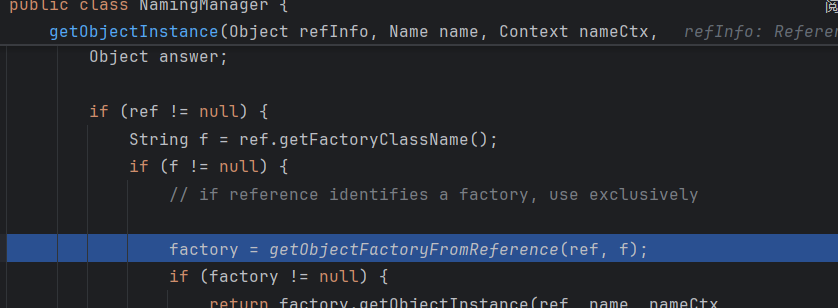 public class NamingManager {
getObjectInstance(Object refInfo, Name name, Context nameCtx, refInfo: Referen
Object answer;
if (ref != null) {
String f = ref.getFactoryClassName();
if (f != null) {
// if reference identifies a factory, use exclusively
factory = getObjectFactoryFromReference(ref, f);
if (factory != null) {
return factory.getObjectInstance(ref, name, nameCtx,